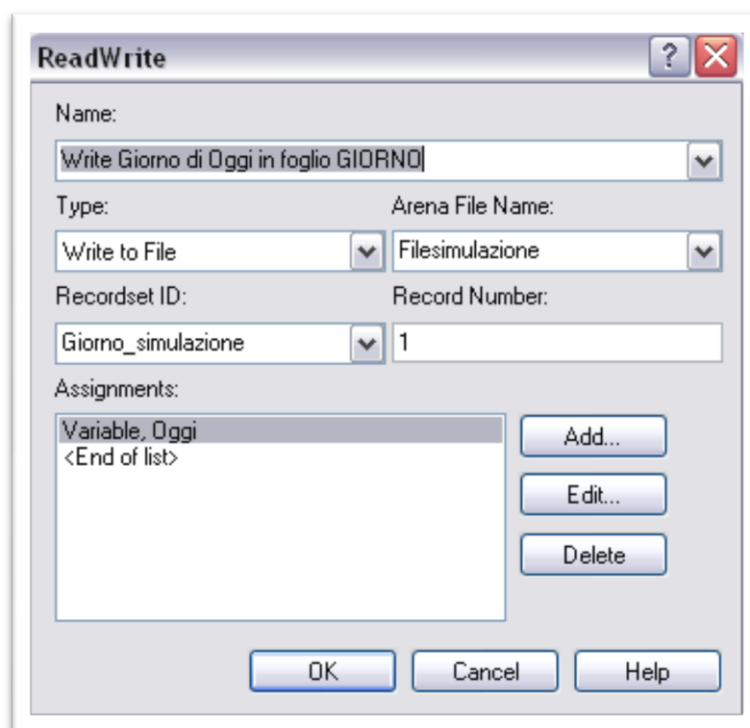 ReadWrite ?
Name:
Write Giorno di Oggi in foglio GIORNO
Type: Arena File Name:
Write to File Filesimulazione
Recordset ID: Record Number:
Giorno_simulazione 1
Assignments:
Variable, Oggi
<End of list>
Add...
Edit...
Delete
OK Cancel Help